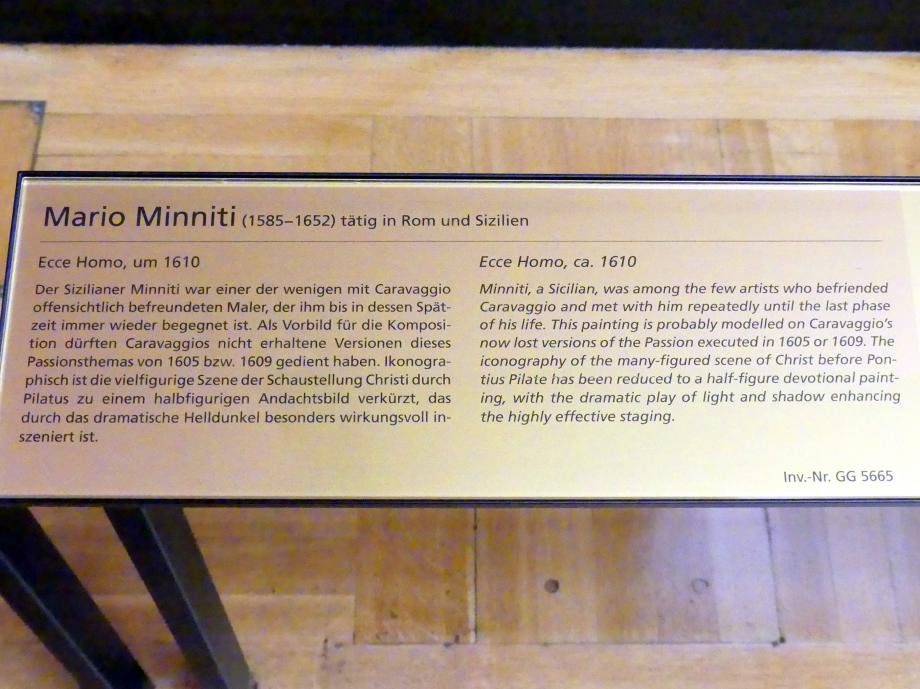 Mario Minniti (1585–1652) tätig in Rom und Sizilien
Ecce Homo, um 1610
Der Sizilianer Minniti war einer der wenigen mit Caravaggio
offensichtlich befreundeten Maler, der ihm bis in dessen Spät-
zeit immer wieder begegnet ist. Als Vorbild für die Komposi-
tion dürften Caravaggios nicht erhaltene Versionen dieses
Passionsthemas von 1605 bzw. 1609 gedient haben. Ikonogra-
phisch ist die vielfigurige Szene der Schaustellung Christi durch
Pilatus zu einem halbfigurigen Andachtsbild verkürzt, das
durch das dramatische Helldunkel besonders wirkungsvoll in-
szeniert ist.
Ecce Homo, ca. 1610
Minniti, a Sicilian, was among the few artists who befriended
Caravaggio and met with him repeatedly until the last phase
of his life. This painting is probably modelled on Caravaggio's
now lost versions of the Passion executed in 1605 or 1609. The
iconography of the many-figured scene of Christ before Pon-
tius Pilate has been reduced to a half-figure devotional paint-
ing, with the dramatic play of light and shadow enhancing
the highly effective staging.
Inv.-Nr. GG 5665